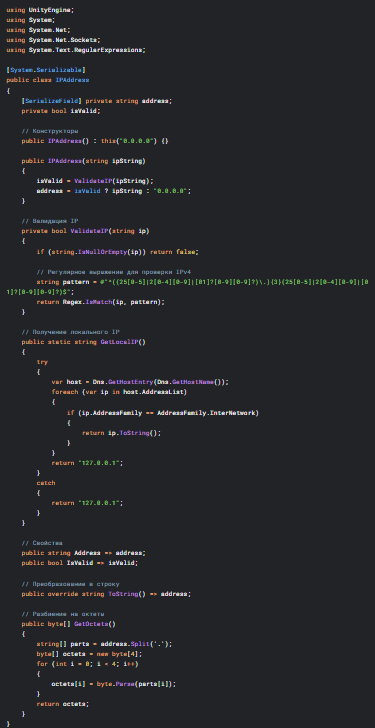 using UnityEngine;
using System;
using System.Net;
using System.Net.Sockets;
using System.Text.RegularExpressions;
[System.Serializable]
public class IPAddress
{
[SerializeField] private string address;
private bool isValid;
// Конструктора
public IPAddress() : this("0.0.0.0") {}
public IPAddress(string ipString)
{
isValid = ValidateIP(ipString);
address = isValid ? ipString : "0.0.0.0";
}
// Валидация IP
private bool ValidateIP(string ip)
{
if (string.IsNullOrEmpty(ip)) return false;
// Регулярное выражение для проверки IPv4
string pattern = @"^((25[0-5]|2[0-4][0-9]|[01]?[0-9][0-9]?)\.){3}(25[0-5]|2[0-4][0-9]|[0
1]?[0-9][0-9]?)$";
return Regex.IsMatch(ip, pattern);
}
// Получение локального IP
public static string GetLocalIP()
{
try
{
var host = Dns.GetHostEntry(Dns.GetHostName());
foreach (var ip in host.AddressList)
{
if (ip.AddressFamily == AddressFamily.InterNetwork)
{
return ip.ToString();
}
}
return "127.0.0.1";
}
catch
{
return "127.0.0.1";
}
}
// Свойства
public string Address => address;
public bool IsValid => isValid;
// Преобразование в строку
public override string ToString() => address;
// Разбиение на октеты
public byte[] GetOctets()
{
string[] parts = address.Split('.');
byte[] octets = new byte[4];
for (int i = 0; i < 4; i++)
{
octets[i] = byte.Parse(parts[i]);
}
return octets;
}
}